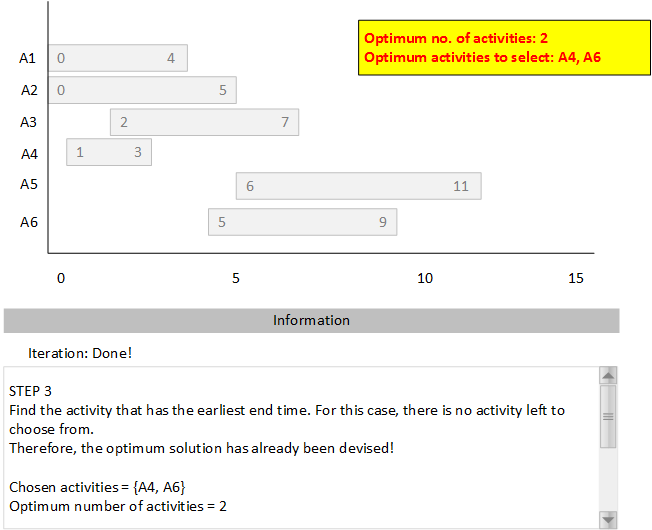 Optimum no. of activities: 2
Optimum activities to select: A4, A6
A1 0 4
A2 0 5
A3 2 7
A4 1 3
A5 6 11
A6 5 9
0 5 10 15
Information
Iteration: Done!
STEP 3
Find the activity that has the earliest end time. For this case, there is no activity left to
choose from.
Therefore, the optimum solution has already been devised!
Chosen activities = {A4, A6}
Optimum number of activities = 2